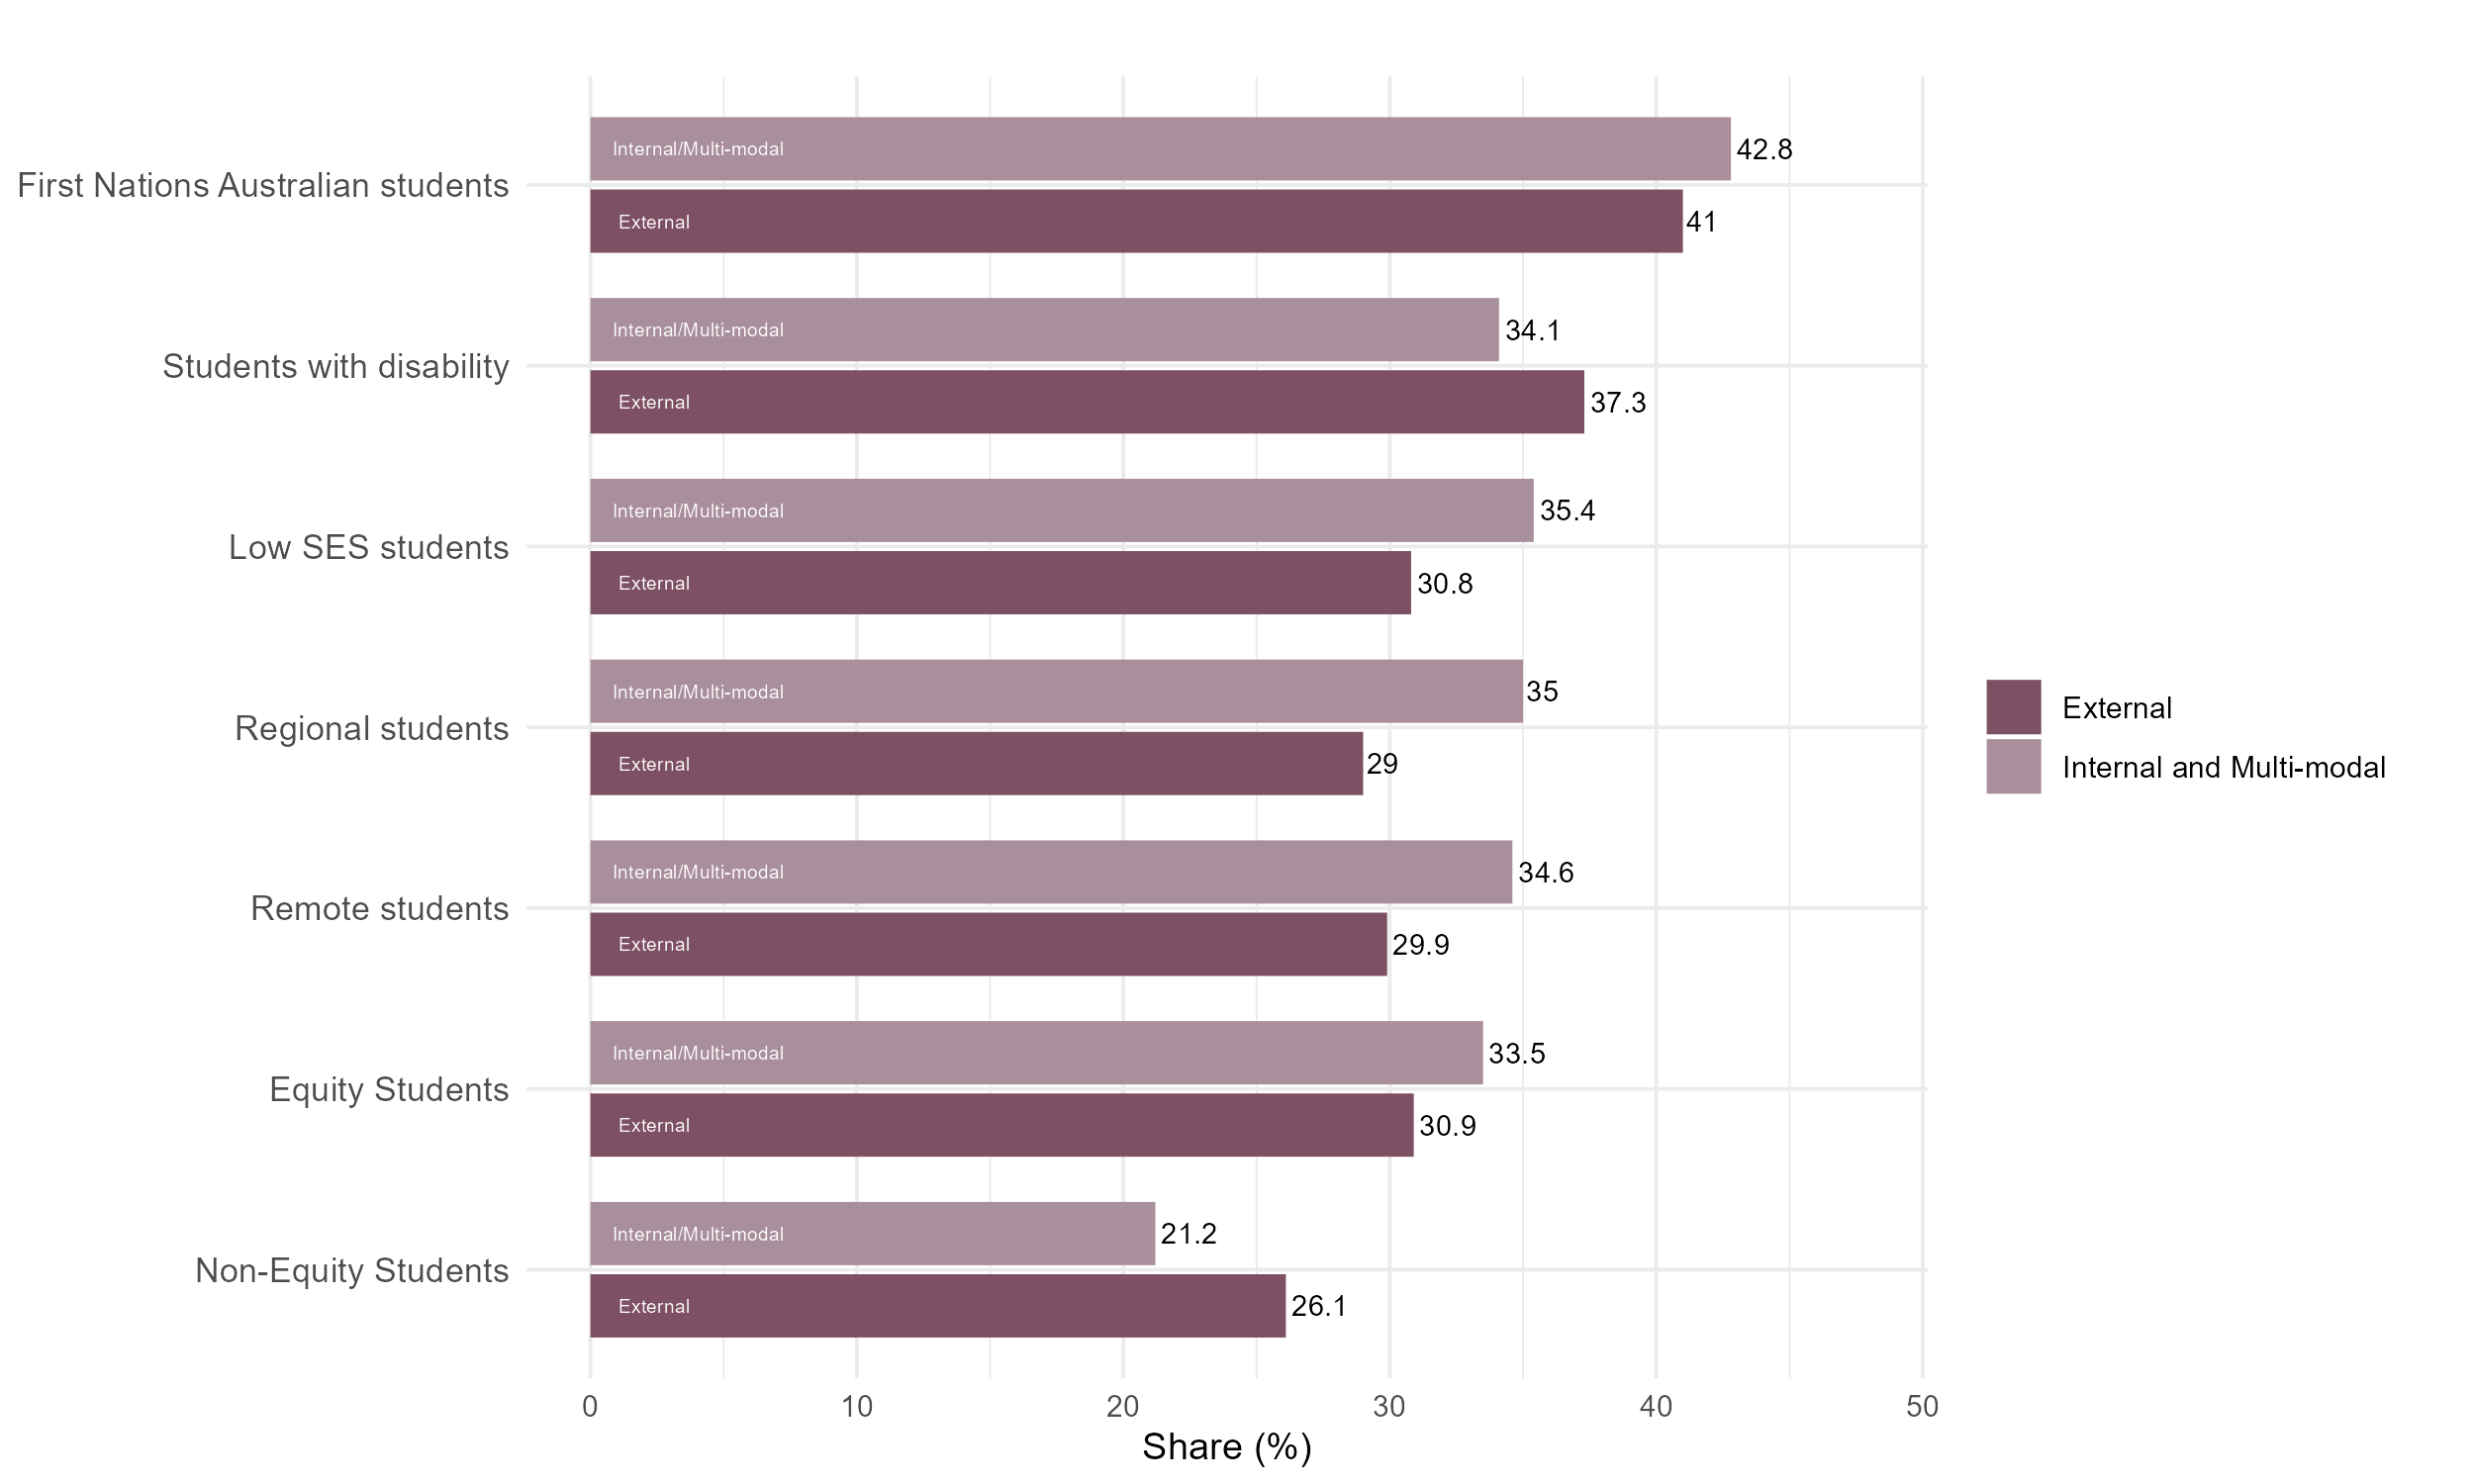 First Nations Australian students
Internal/Multi-modal
42.8
External
41
Students with disability
Internal/Multi-modal
34.1
External
37.3
Low SES students
Internal/Multi-modal
35.4
External
30.8
Regional students
Internal/Multi-modal
35
External
29
Remote students
Internal/Multi-modal
34.6
External
29.9
Equity Students
Internal/Multi-modal
33.5
External
30.9
Non-Equity Students
Internal/Multi-modal
21.2
External
26.1
0 10 20 30 40 50
Share (%)
External
Internal and Multi-modal